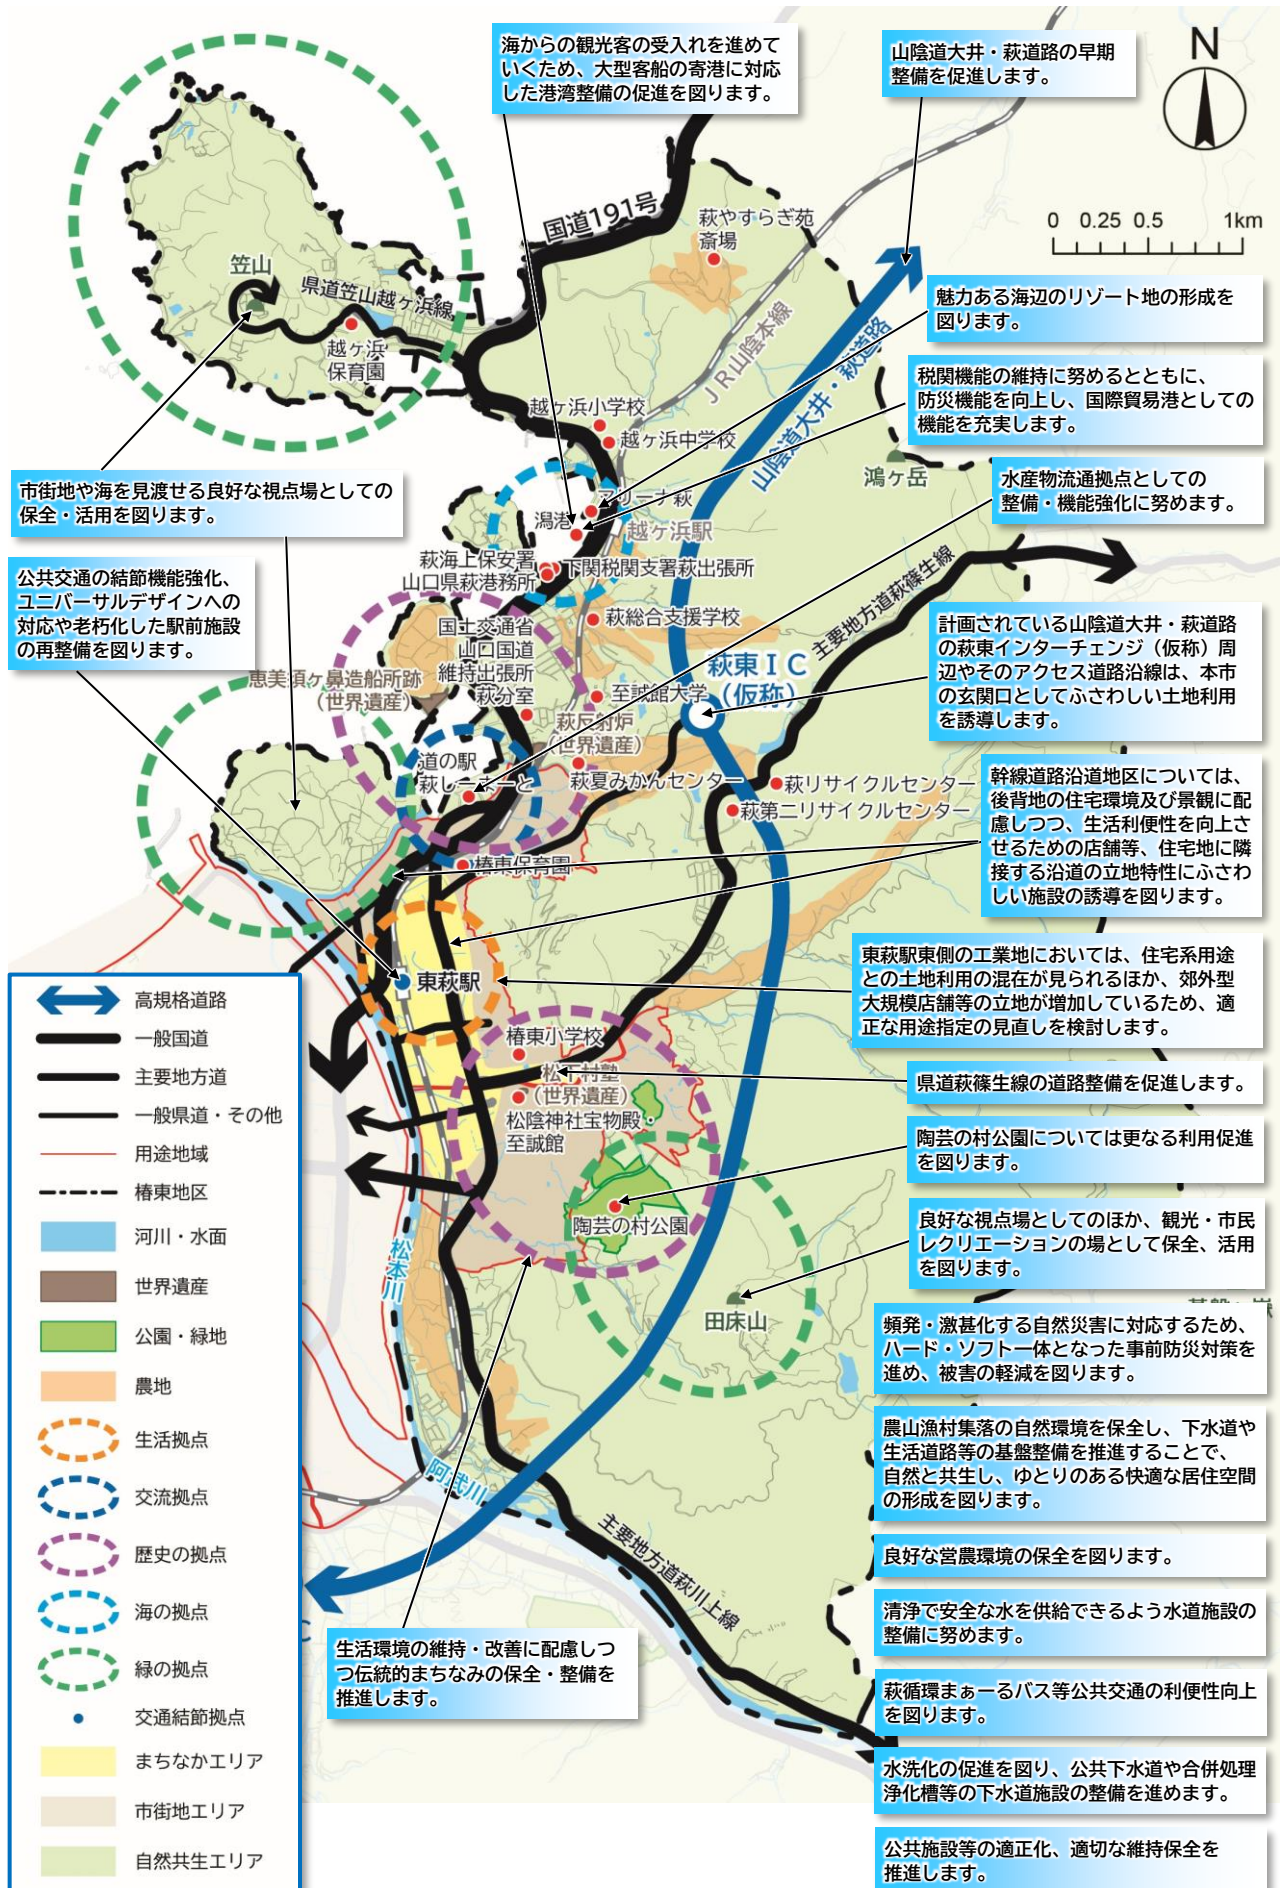 海からの観光客の受入れを進めて
いくため、大型客船の寄港に対応
した港湾整備の促進を図ります。
山陰道大井・萩道路の早期
整備を促進します。
N
0 0.25 0.5 1km
国道191号
萩やすらぎ苑
斎場
笠山
県道笠山越ヶ浜線
越ヶ浜
保育園
JR山陰本線
山陰道大井・萩道路
魅力ある海辺のリゾート地の形成を
図ります。
税関機能の維持に努めるとともに、
防災機能を向上し、国際貿易港としての
機能を充実します。
越ヶ浜小学校
越ヶ浜中学校
鴻ヶ岳
水産物流通拠点としての
整備・機能強化に努めます。
市街地や海を見渡せる良好な視点場としての
保全・活用を図ります。
マリーナ萩
潟港
越ヶ浜駅
萩海上保安署
山口県萩港務所
下関税関支署萩出張所
公共交通の結節機能強化、
ユニバーサルデザインへの
対応や老朽化した駅前施設
の再整備を図ります。
主要地方道萩篠生線
萩総合支援学校
国土交通省
山口国道
維持出張所
萩分室
計画されている山陰道大井・萩道路
の萩東インターチェンジ（仮称）周
辺やそのアクセス道路沿線は、本市
の玄関口としてふさわしい土地利用
を誘導します。
萩東IC
（仮称）
恵美須ヶ鼻造船所跡
（世界遺産）
至誠館大学
萩反射炉
（世界遺産）
道の駅
萩しーまーと
萩夏みかんセンター
萩リサイクルセンター
萩第二リサイクルセンター
幹線道路沿道地区については、
後背地の住宅環境及び景観に配
慮しつつ、生活利便性を向上さ
せるための店舗等、住宅地に隣
接する沿道の立地特性にふさわ
しい施設の誘導を図ります。
椿東保育園
東萩駅
東萩駅東側の工業地においては、住宅系用途
との土地利用の混在が見られるほか、郊外型
大規模店舗等の立地が増加しているため、適
正な用途指定の見直しを検討します。
椿東小学校
松下村塾
（世界遺産）
松陰神社宝物殿・
至誠館
県道萩篠生線の道路整備を促進します。
陶芸の村公園については更なる利用促進
を図ります。
陶芸の村公園
良好な視点場としてのほか、観光・市民
レクリエーションの場として保全、活用
を図ります。
田床山
松本川
阿武川
主要地方道萩川上線
頻発・激甚化する自然災害に対応するため、
ハード・ソフト一体となった事前防災対策を
進め、被害の軽減を図ります。
農山漁村集落の自然環境を保全し、下水道や
生活道路等の基盤整備を推進することで、
自然と共生し、ゆとりのある快適な居住空間
の形成を図ります。
良好な営農環境の保全を図ります。
清浄で安全な水を供給できるよう水道施設の
整備に努めます。
萩循環まぁーるバス等公共交通の利便性向上
を図ります。
水洗化の促進を図り、公共下水道や合併処理
浄化槽等の下水道施設の整備を進めます。
公共施設等の適正化、適切な維持保全を
推進します。
生活環境の維持・改善に配慮しつ
つ伝統的まちなみの保全・整備を
推進します。
高規格道路
一般国道
主要地方道
一般県道・その他
用途地域
椿東地区
河川・水面
世界遺産
公園・緑地
農地
生活拠点
交流拠点
歴史の拠点
海の拠点
緑の拠点
交通結節拠点
まちなかエリア
市街地エリア
自然共生エリア